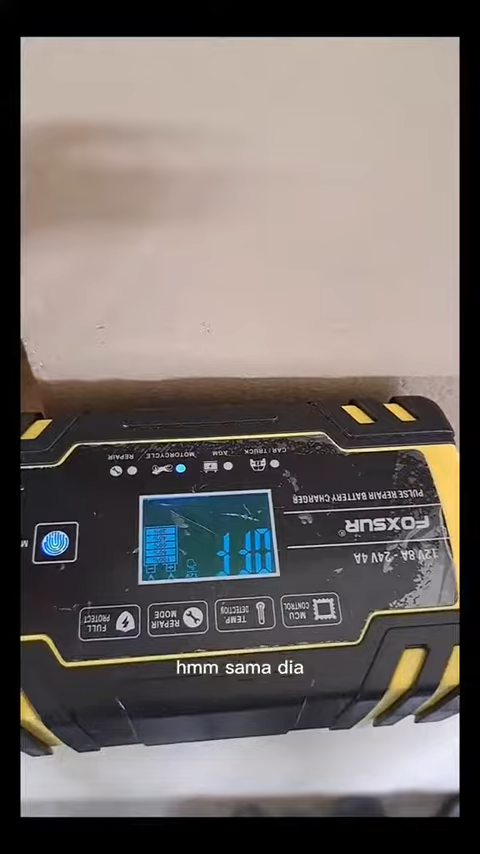 MCU CONTROL
TEMP. DETECTION
REPAIR MODE
FULL PROTECT
12V 8A - 24V 4A
FOXSUR®
PULSE REPAIR BATTERY CHARGER
CAR/TRUCK AGM MOTORCYCLE REPAIR
hmm sama dia